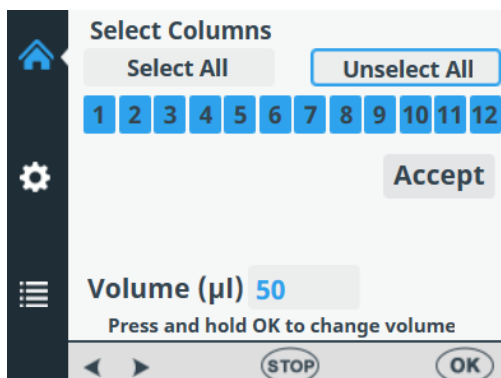 Select Columns
Select All Unselect All
1 2 3 4 5 6 7 8 9 10 11 12
Accept
Volume (µl) 50
Press and hold OK to change volume
STOP OK